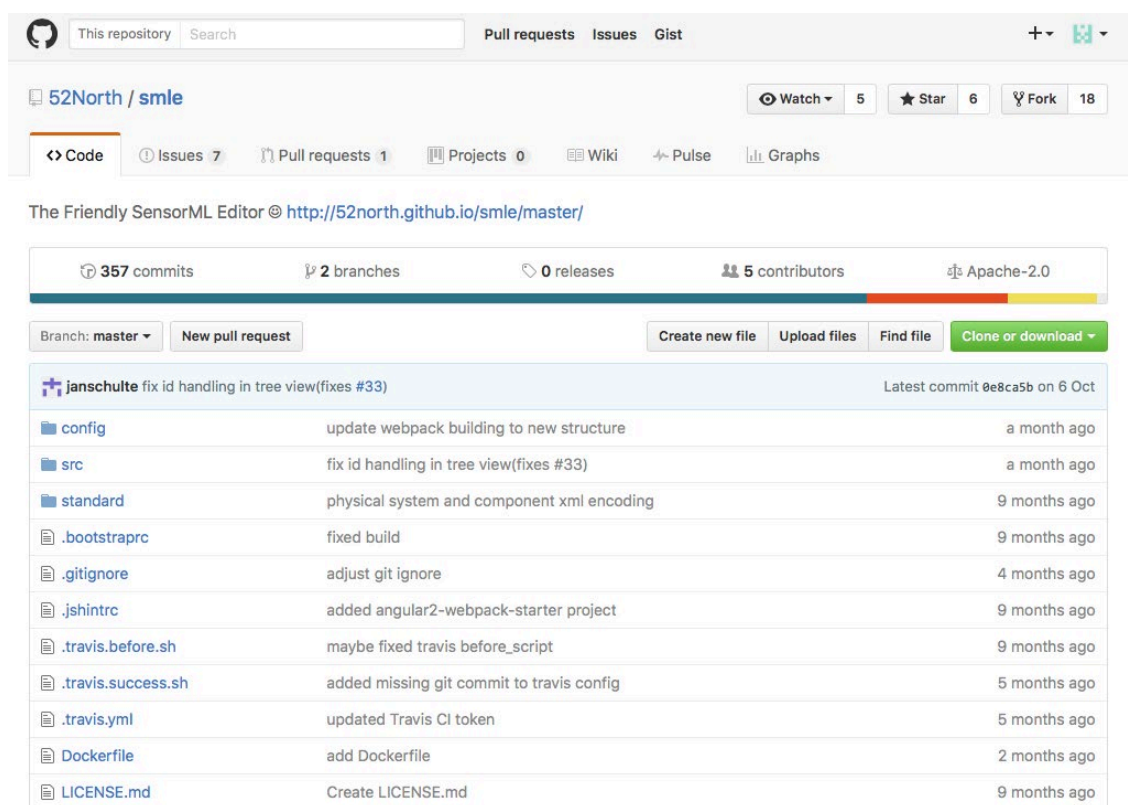 This repository Search Pull requests Issues Gist
52North / smle Watch 5 Star 6 Fork 18
Code Issues 7 Pull requests 1 Projects 0 Wiki Pulse Graphs
The Friendly SensorML Editor © http://52north.github.io/smle/master/
357 commits 2 branches 0 releases 5 contributors Apache-2.0
Branch: master New pull request Create new file Upload files Find file Clone or download
janschulte fix id handling in tree view(fixes #33) Latest commit 0e8ca5b on 6 Oct
config update webpack building to new structure a month ago
src fix id handling in tree view(fixes #33) a month ago
standard physical system and component xml encoding 9 months ago
.bootstraprc fixed build 9 months ago
.gitignore adjust git ignore 4 months ago
.jshintrc added angular2-webpack-starter project 9 months ago
.travis.before.sh maybe fixed travis before_script 9 months ago
.travis.success.sh added missing git commit to travis config 5 months ago
.travis.yml updated Travis CI token 5 months ago
Dockerfile add Dockerfile 2 months ago
LICENSE.md Create LICENSE.md 9 months ago